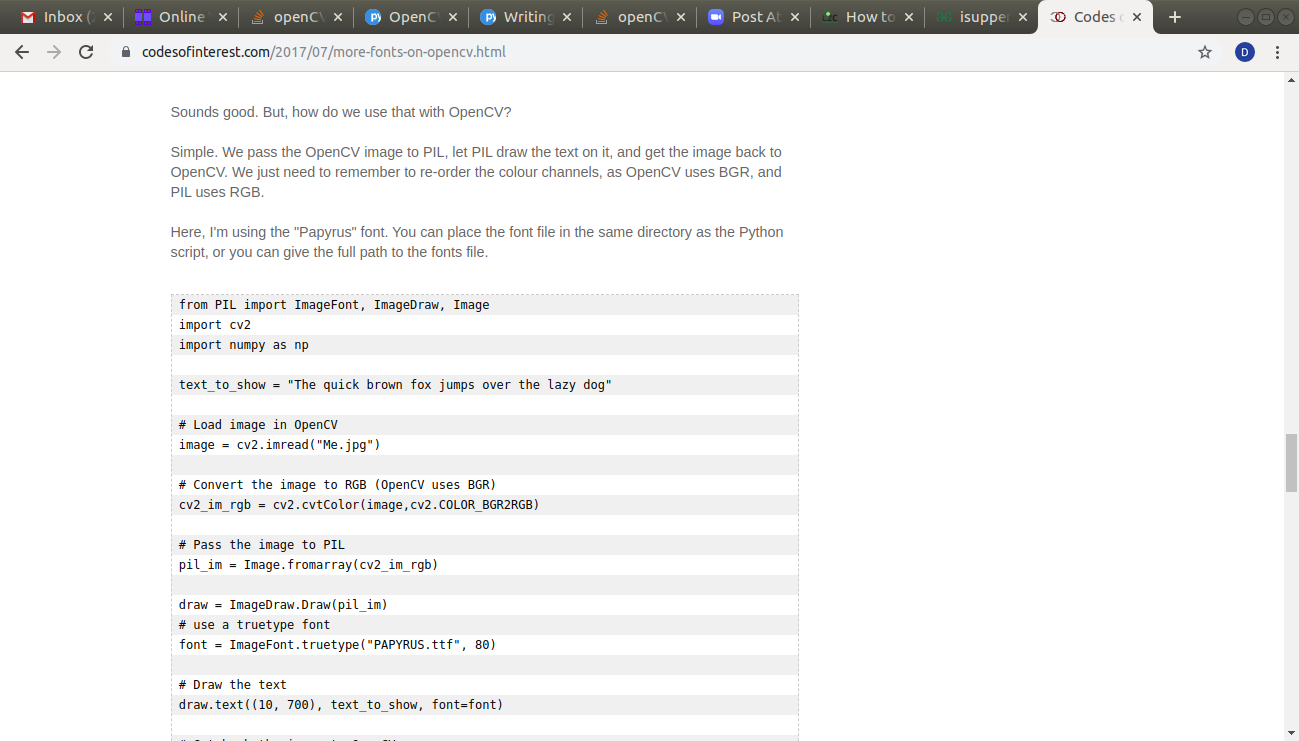 Inbox (
Online
openCV
OpenC
Writing
openCV
Post At
How to
isupper
Codes o
codesofinterest.com/2017/07/more-fonts-on-opencv.html
D
Sounds good. But, how do we use that with OpenCV?
Simple. We pass the OpenCV image to PIL, let PIL draw the text on it, and get the image back to
OpenCV. We just need to remember to re-order the colour channels, as OpenCV uses BGR, and
PIL uses RGB.
Here, I'm using the "Papyrus" font. You can place the font file in the same directory as the Python
script, or you can give the full path to the fonts file.
from PIL import ImageFont, ImageDraw, Image
import cv2
import numpy as np
text_to_show = "The quick brown fox jumps over the lazy dog"
# Load image in OpenCV
image = cv2.imread("Me.jpg")
# Convert the image to RGB (OpenCV uses BGR)
cv2_im_rgb = cv2.cvtColor(image,cv2.COLOR_BGR2RGB)
# Pass the image to PIL
pil_im = Image.fromarray(cv2_im_rgb)
draw = ImageDraw.Draw(pil_im)
# use a truetype font
font = ImageFont.truetype("PAPYRUS.ttf", 80)
# Draw the text
draw.text((10, 700), text_to_show, font=font)